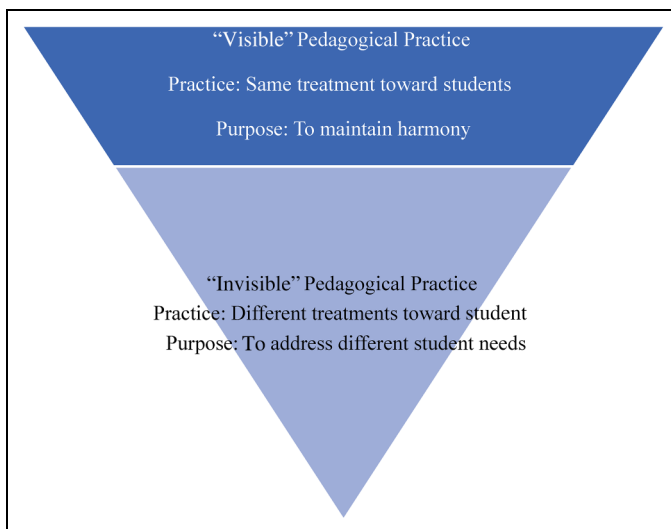 “Visible” Pedagogical Practice
Practice: Same treatment toward students
Purpose: To maintain harmony
“Invisible” Pedagogical Practice
Practice: Different treatments toward student
Purpose: To address different student needs